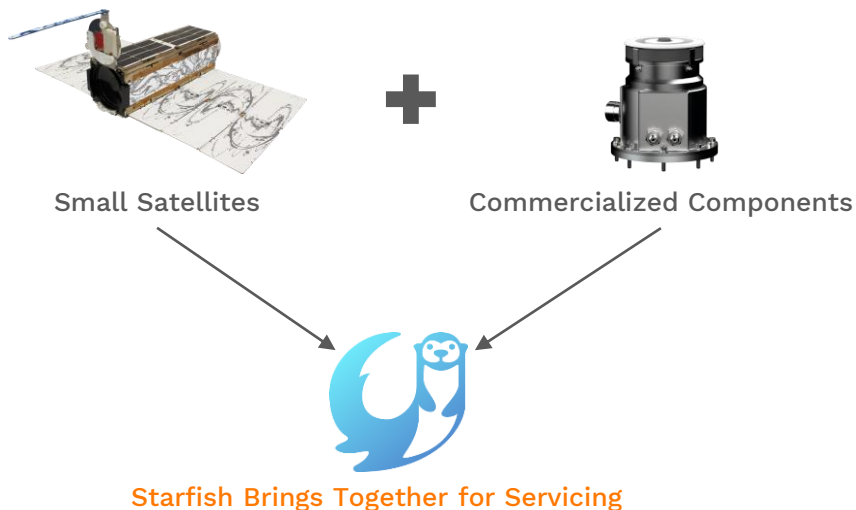 Small Satellites
Commercialized Components
Starfish Brings Together for Servicing